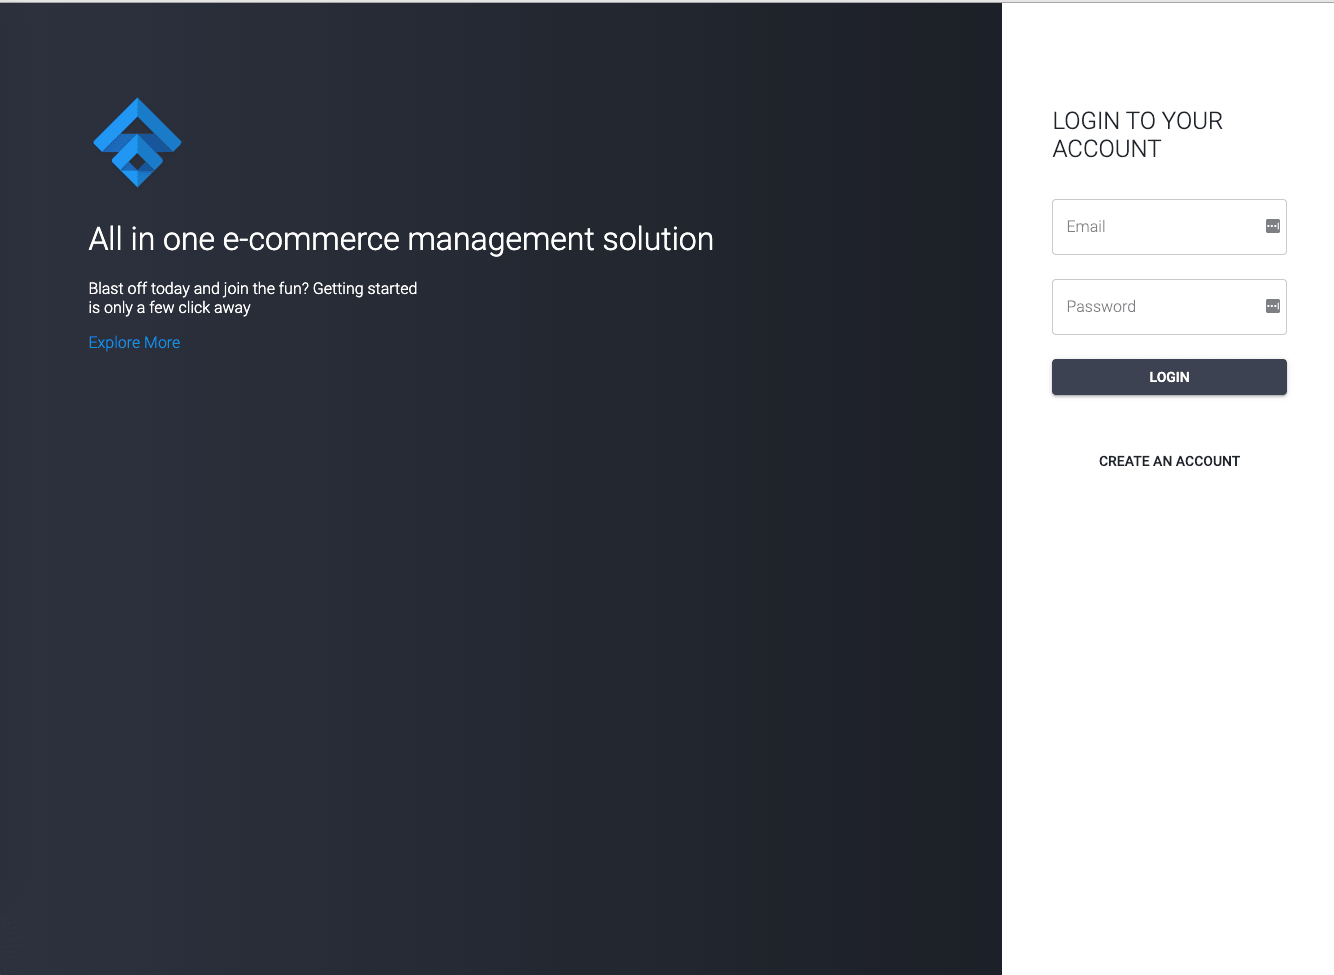 All in one e-commerce management solution
Blast off today and join the fun? Getting started
is only a few click away
Explore More
LOGIN TO YOUR
ACCOUNT
Email
Password
LOGIN
CREATE AN ACCOUNT